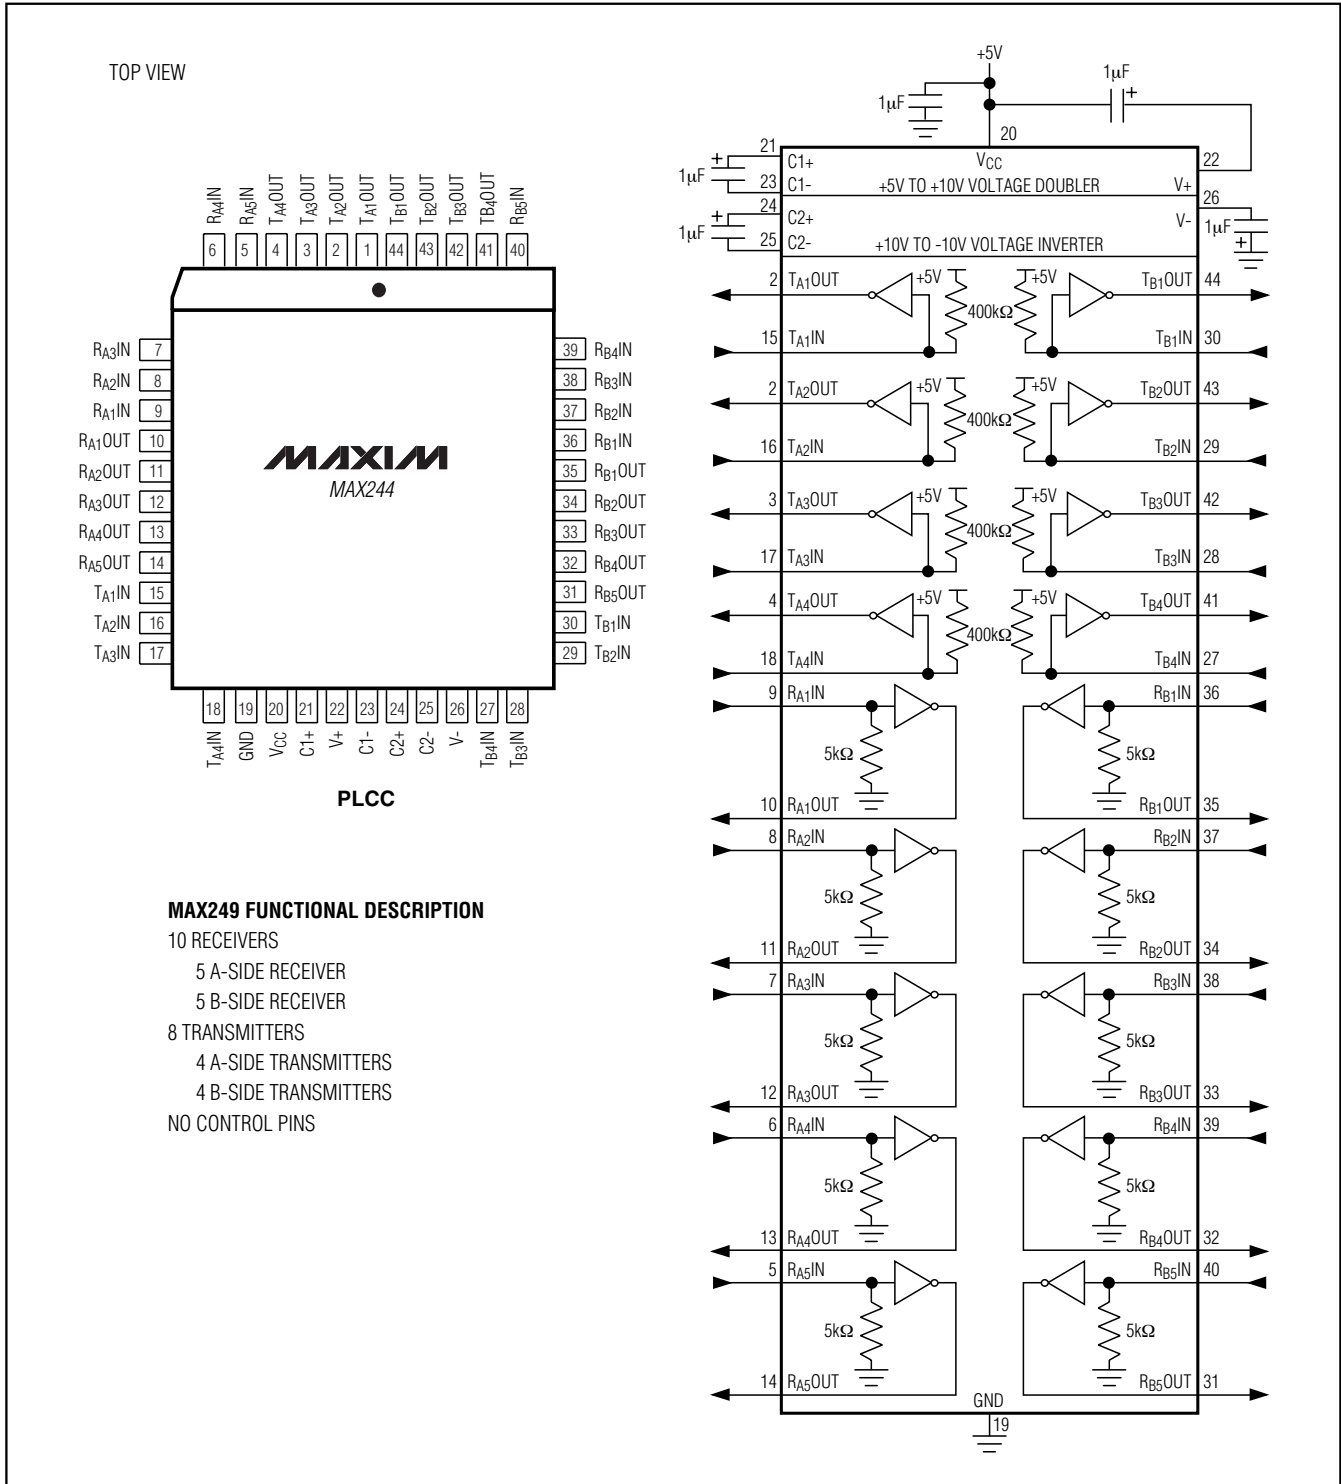 TOP VIEW
RA4IN
RA5IN
TA4OUT
TA3OUT
TA2OUT
TA1OUT
TB1OUT
TB2OUT
TB3OUT
TB4OUT
RB5IN
6 5 4 3 2 1 44 43 42 41 40
RA3IN 7
RA2IN 8
RA1IN 9
RA1OUT 10
RA2OUT 11
RA3OUT 12
RA4OUT 13
RA5OUT 14
TA1IN 15
TA2IN 16
TA3IN 17
MAXIM
MAX244
39 RB4IN
38 RB3IN
37 RB2IN
36 RB1IN
35 RB1OUT
34 RB2OUT
33 RB3OUT
32 RB4OUT
31 RB5OUT
30 TB1IN
29 TB2IN
18 19 20 21 22 23 24 25 26 27 28
TA4IN
GND
VCC
C1+
V+
C1-
C2+
C2-
V-
TB4IN
TB3IN
PLCC
MAX249 FUNCTIONAL DESCRIPTION
10 RECEIVERS
5 A-SIDE RECEIVER
5 B-SIDE RECEIVER
8 TRANSMITTERS
4 A-SIDE TRANSMITTERS
4 B-SIDE TRANSMITTERS
NO CONTROL PINS
+5V
1µF
1µF +
20
VCC
21 C1+
+ 1µF
23 C1-
+5V TO +10V VOLTAGE DOUBLER
V+ 22
24 C2+
+ 1µF
25 C2-
+10V TO -10V VOLTAGE INVERTER
V- 26
1µF +
2 TA1OUT +5V +5V TB1OUT 44
400kΩ
15 TA1IN TB1IN 30
2 TA2OUT +5V +5V TB2OUT 43
400kΩ
16 TA2IN TB2IN 29
3 TA3OUT +5V +5V TB3OUT 42
400kΩ
17 TA3IN TB3IN 28
4 TA4OUT +5V +5V TB4OUT 41
400kΩ
18 TA4IN TB4IN 27
9 RA1IN RB1IN 36
5kΩ 5kΩ
10 RA1OUT RB1OUT 35
8 RA2IN RB2IN 37
5kΩ 5kΩ
11 RA2OUT RB2OUT 34
7 RA3IN RB3IN 38
5kΩ 5kΩ
12 RA3OUT RB3OUT 33
6 RA4IN RB4IN 39
5kΩ 5kΩ
13 RA4OUT RB4OUT 32
5 RA5IN RB5IN 40
5kΩ 5kΩ
14 RA5OUT RB5OUT 31
GND
19